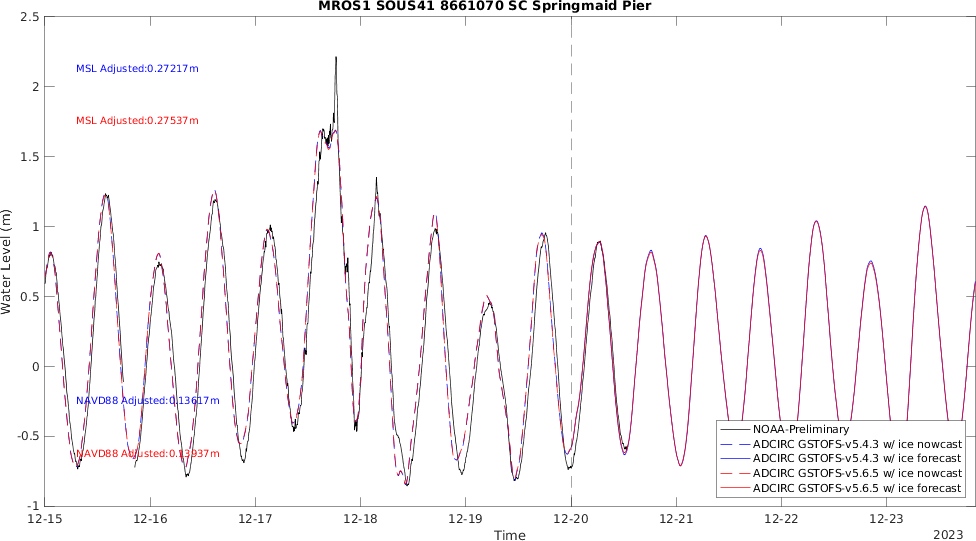 MROS1 SOUS41 8661070 SC Springmaid Pier
2.5
2
1.5
1
0.5
0
-0.5
-1
Water Level (m)
MSL Adjusted:0.27217m
MSL Adjusted:0.27537m
NAVD88 Adjusted:0.13617m
NAVD88 Adjusted:0.13937m
NOAA-Preliminary
ADCIRC GSTOFS-v5.4.3 w/ ice nowcast
ADCIRC GSTOFS-v5.4.3 w/ ice forecast
ADCIRC GSTOFS-v5.6.5 w/ ice nowcast
ADCIRC GSTOFS-v5.6.5 w/ ice forecast
12-15 12-16 12-17 12-18 12-19 12-20 12-21 12-22 12-23
Time
2023